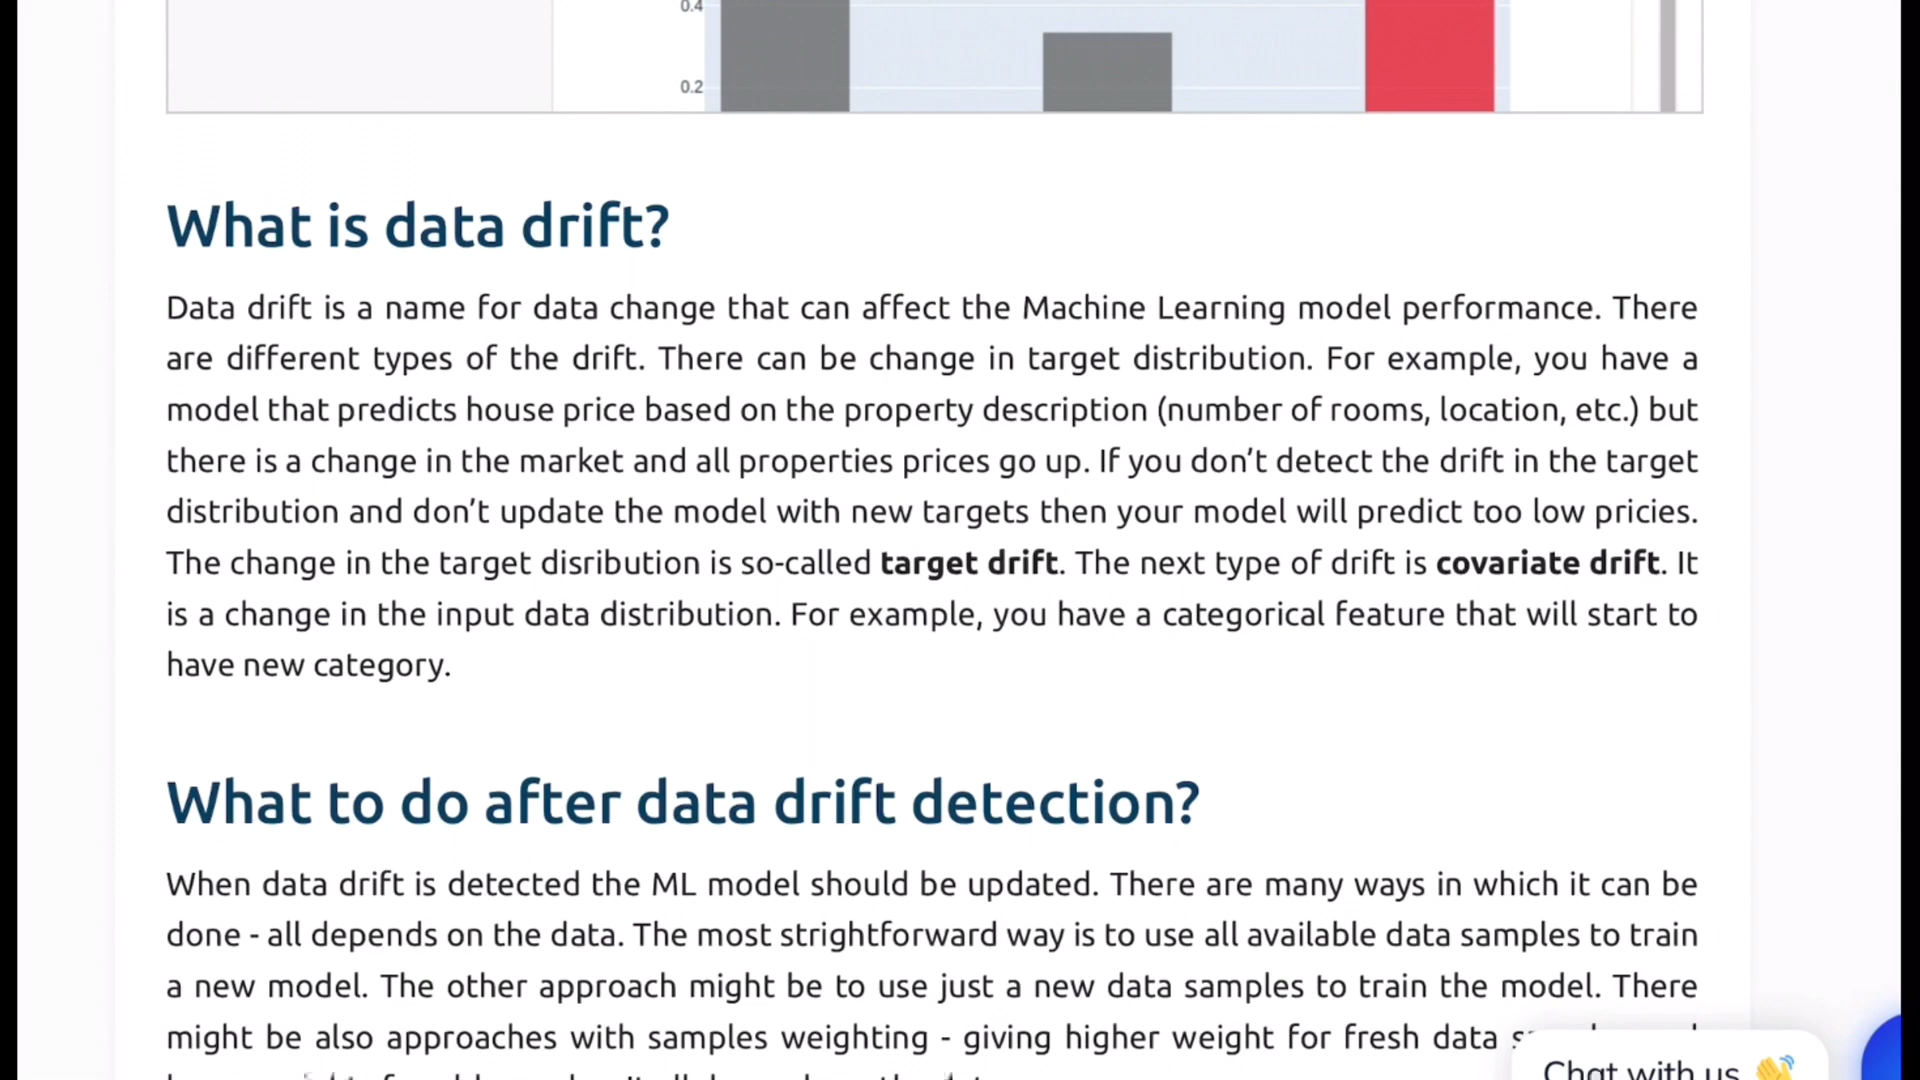 0.4
0.2
What is data drift?
Data drift is a name for data change that can affect the Machine Learning model performance. There
are different types of the drift. There can be change in target distribution. For example, you have a
model that predicts house price based on the property description (number of rooms, location, etc.) but
there is a change in the market and all properties prices go up. If you don’t detect the drift in the target
distribution and don’t update the model with new targets then your model will predict too low pricies.
The change in the target disribution is so-called target drift. The next type of drift is covariate drift. It
is a change in the input data distribution. For example, you have a categorical feature that will start to
have new category.
What to do after data drift detection?
When data drift is detected the ML model should be updated. There are many ways in which it can be
done - all depends on the data. The most strightforward way is to use all available data samples to train
a new model. The other approach might be to use just a new data samples to train the model. There
might be also approaches with samples weighting - giving higher weight for fresh data
Chat with us 👋